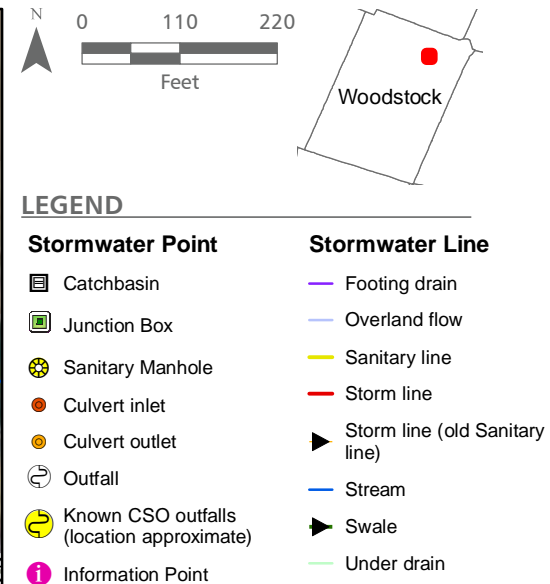 N
0 110 220
Feet
Woodstock
LEGEND
Stormwater Point
Catchbasin
Junction Box
Sanitary Manhole
Culvert inlet
Culvert outlet
Outfall
Known CSO outfalls
(location approximate)
i Information Point
Stormwater Line
Footing drain
Overland flow
Sanitary line
Storm line
Storm line (old Sanitary
line)
Stream
Swale
Under drain